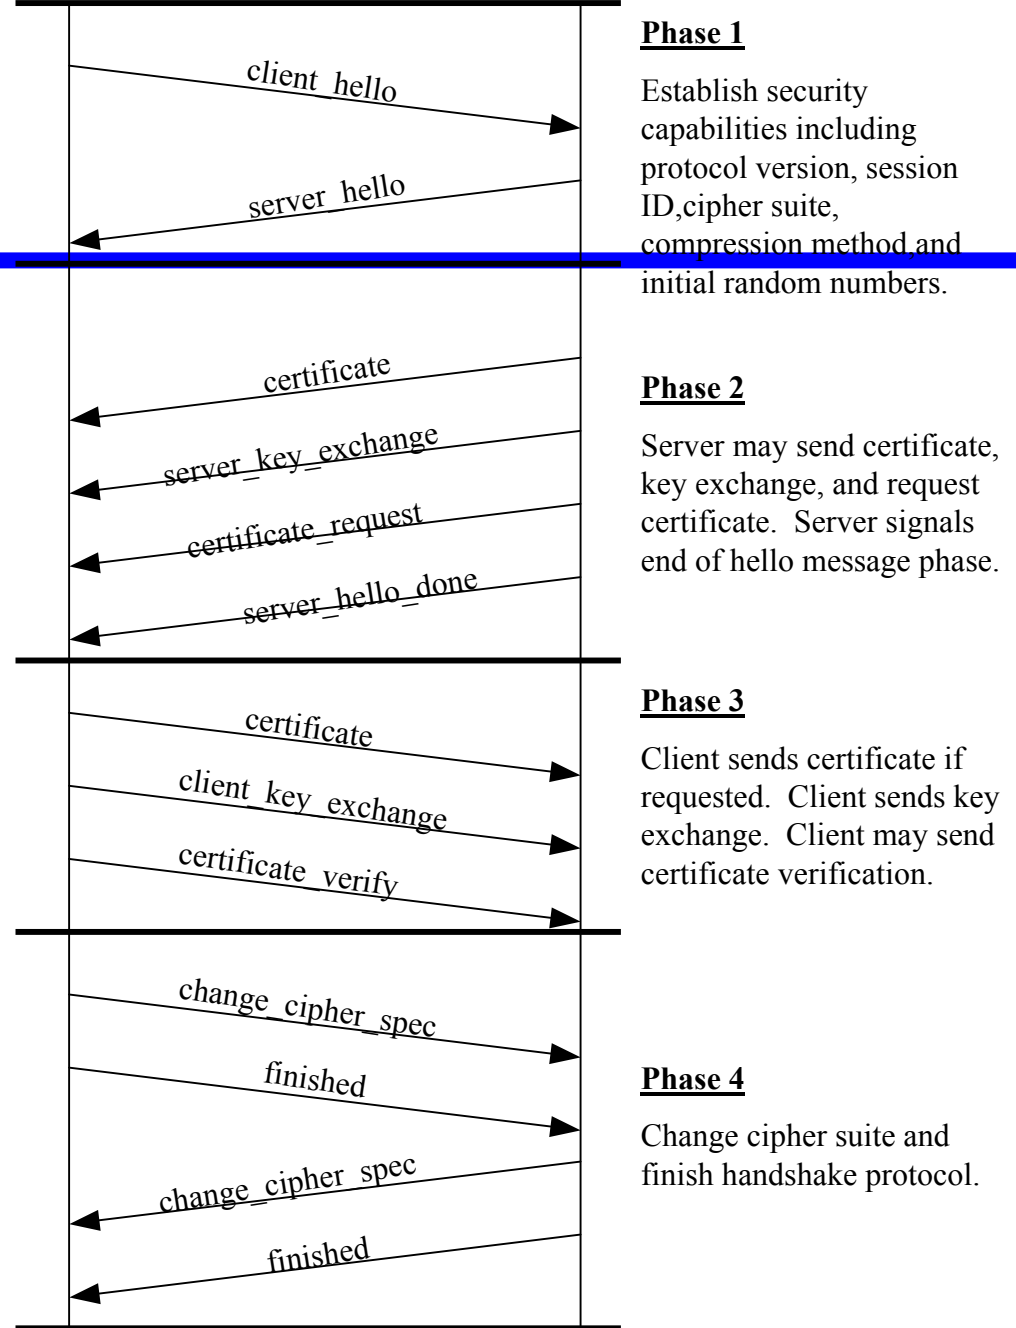 Phase 1
client_hello
Establish security
capabilities including
protocol version, session
ID,cipher suite,
compression method,and
initial random numbers.
server_hello
certificate
server_key_exchange
certificate_request
server_hello_done
Phase 2
Server may send certificate,
key exchange, and request
certificate.  Server signals
end of hello message phase.
certificate
client_key_exchange
certificate_verify
Phase 3
Client sends certificate if
requested.  Client sends key
exchange.  Client may send
certificate verification.
change_cipher_spec
finished
change_cipher_spec
finished
Phase 4
Change cipher suite and
finish handshake protocol.